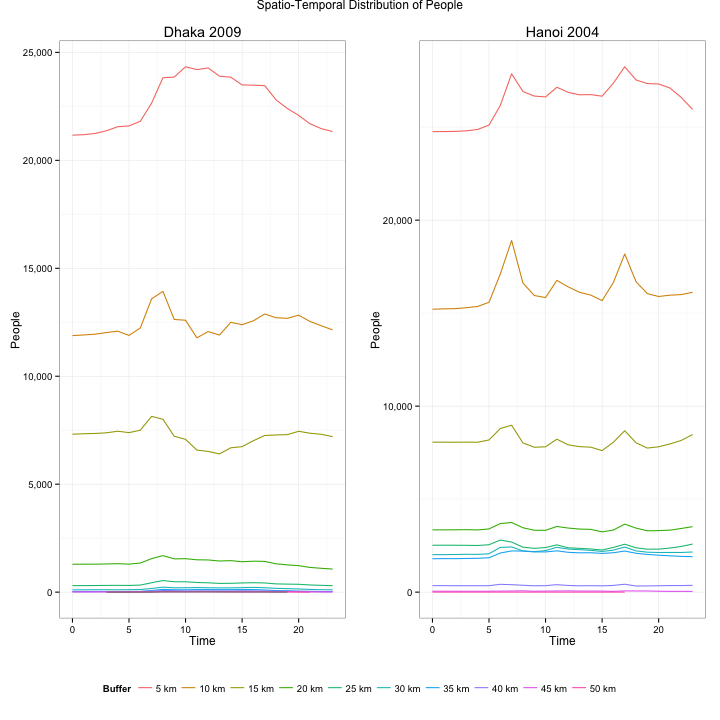 Spatio-Temporal Distribution of People
Dhaka 2009
25,000
20,000
15,000
10,000
5,000
0
People
0 5 10 15 20
Time
Hanoi 2004
20,000
10,000
0
People
0 5 10 15 20
Time
Buffer 5 km 10 km 15 km 20 km 25 km 30 km 35 km 40 km 45 km 50 km